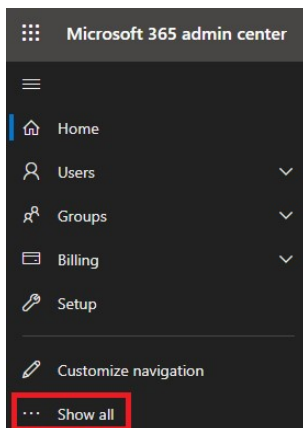 Microsoft 365 admin center
Home
Users
Groups
Billing
Setup
Customize navigation
Show all